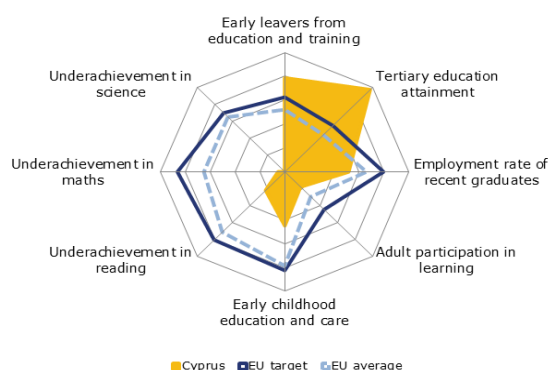 Early leavers from
education and training
Underachievement in
science
Tertiary education
attainment
Underachievement in
maths
Employment rate of
recent graduates
Underachievement in
reading
Adult participation in
learning
Early childhood
education and care
Cyprus EU target EU average